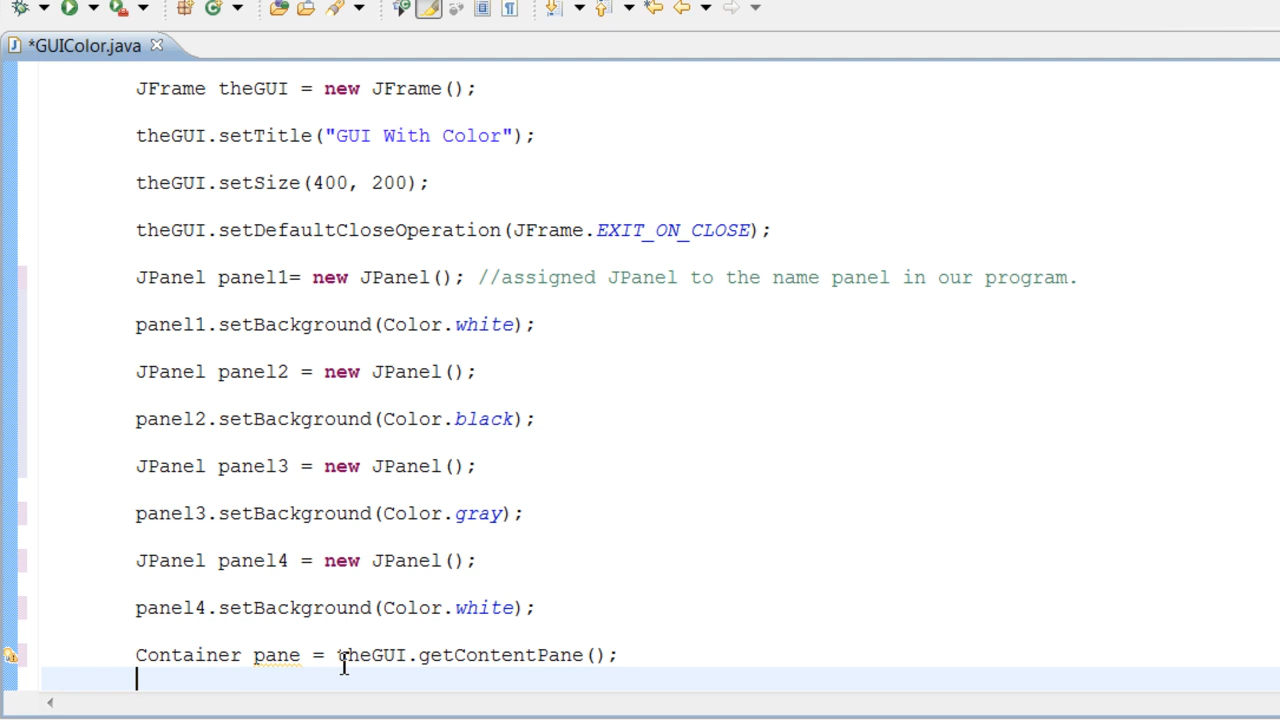 *GUIColor.java
JFrame theGUI = new JFrame();
theGUI.setTitle("GUI With Color");
theGUI.setSize(400, 200);
theGUI.setDefaultCloseOperation(JFrame.EXIT_ON_CLOSE);
JPanel panel1= new JPanel(); //assigned JPanel to the name panel in our program.
panel1.setBackground(Color.white);
JPanel panel2 = new JPanel();
panel2.setBackground(Color.black);
JPanel panel3 = new JPanel();
panel3.setBackground(Color.gray);
JPanel panel4 = new JPanel();
panel4.setBackground(Color.white);
Container pane = theGUI.getContentPane();